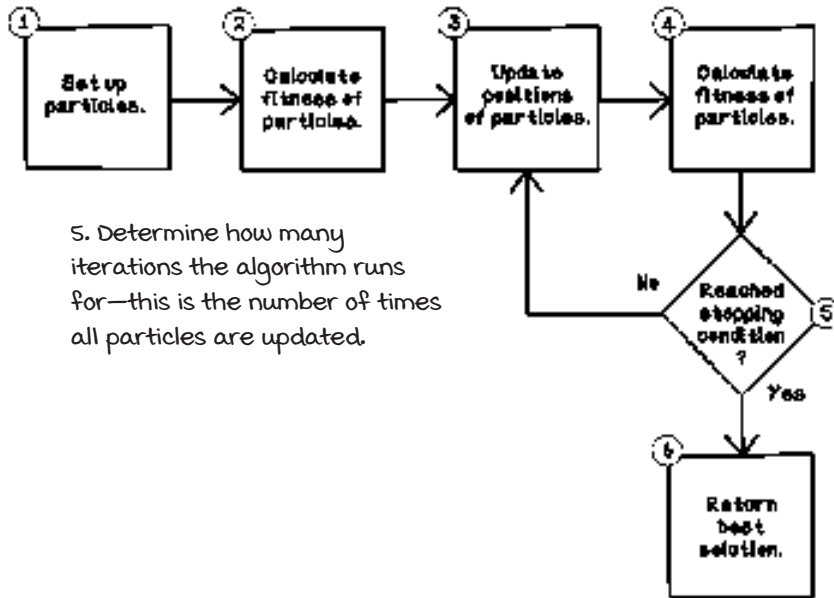 1
Set up
particles.
2
Calculate
fitness of
particles.
3
Update
positions
of particles.
4
Calculate
fitness of
particles.
5. Determine how many
iterations the algorithm runs
for—this is the number of times
all particles are updated.
No
Reached
stopping
condition
?
5
Yes
6
Return
best
solution.